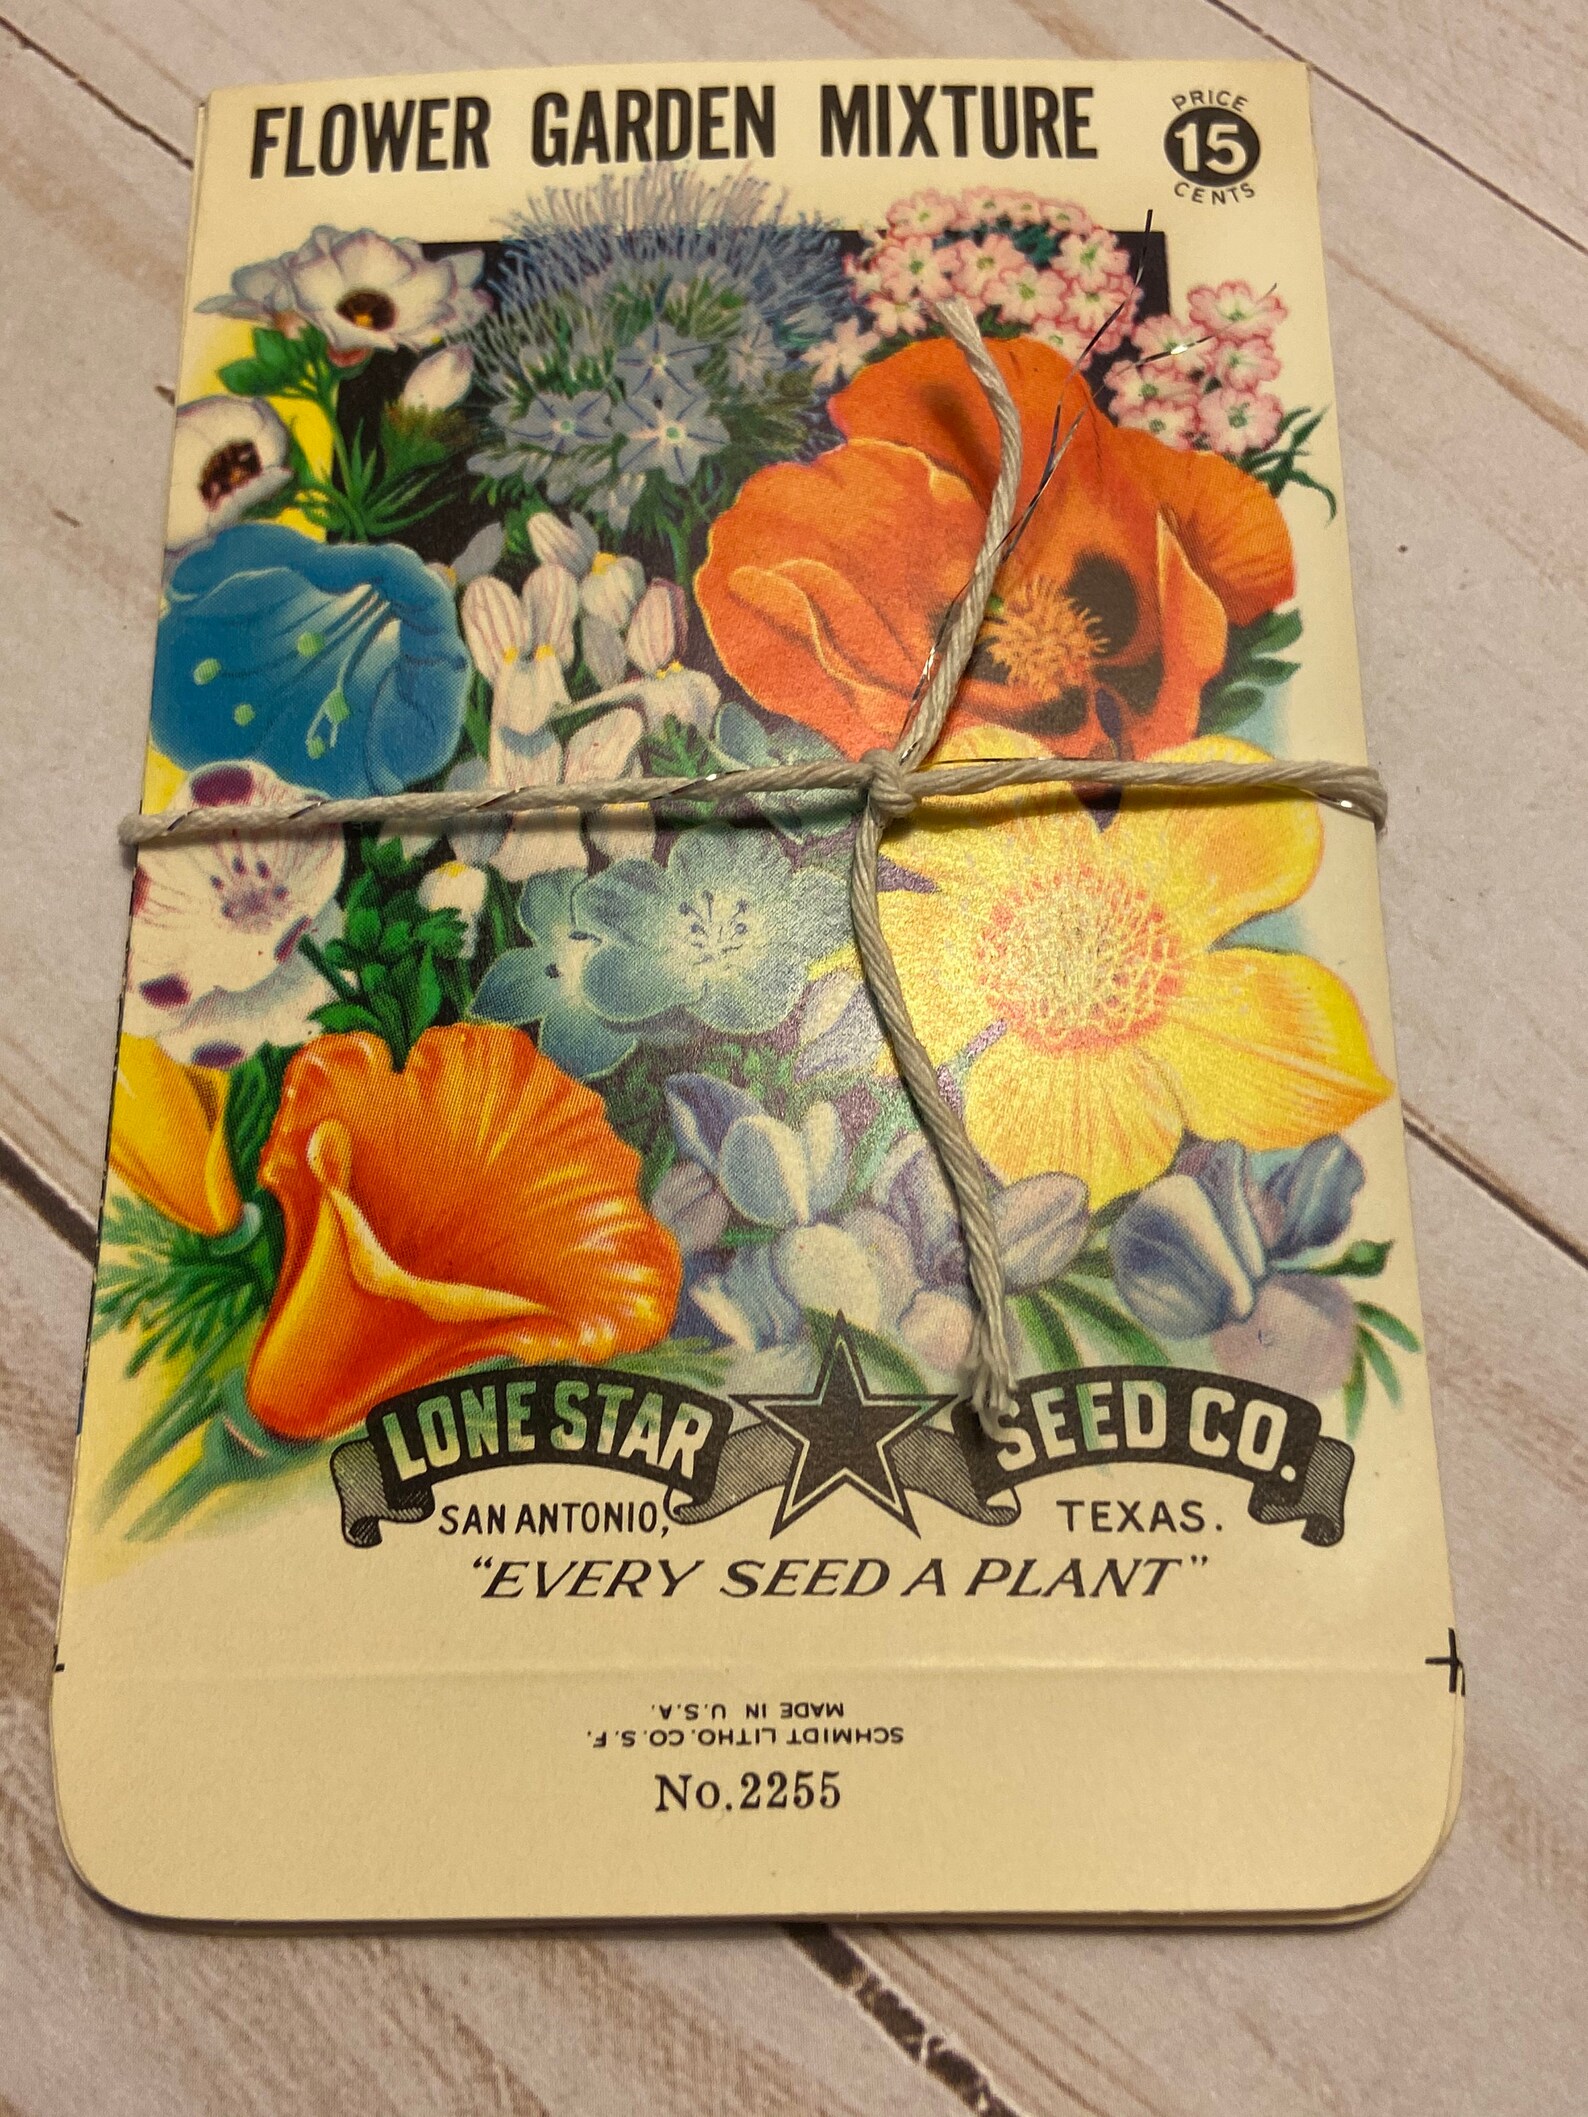 FLOWER GARDEN MIXTURE
PRICE
15
CENTS
LONE STAR SEED CO.
SAN ANTONIO, TEXAS.
"EVERY SEED A PLANT"
SCHMIDT LITHO. CO. S. F.
MADE IN U.S.A.
No. 2255